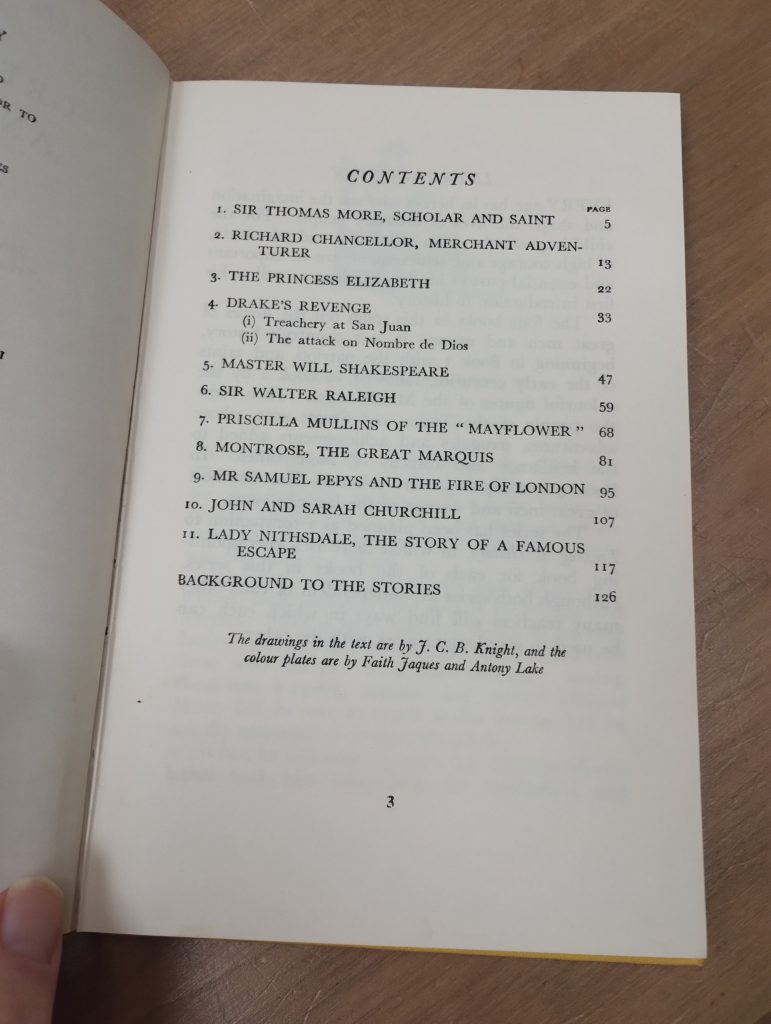 OR TO
CONTENTS
PAGE
1. SIR THOMAS MORE, SCHOLAR AND SAINT 5
2. RICHARD CHANCELLOR, MERCHANT ADVEN-
TURER 13
3. THE PRINCESS ELIZABETH 22
4. DRAKE'S REVENGE 33
(i) Treachery at San Juan
(ii) The attack on Nombre de Dios
5. MASTER WILL SHAKESPEARE 47
6. SIR WALTER RALEIGH 59
7. PRISCILLA MULLINS OF THE "MAYFLOWER" 68
8. MONTROSE, THE GREAT MARQUIS 81
9. MR SAMUEL PEPYS AND THE FIRE OF LONDON 95
10. JOHN AND SARAH CHURCHILL 107
11. LADY NITHSDALE, THE STORY OF A FAMOUS
ESCAPE 117
BACKGROUND TO THE STORIES 126
The drawings in the text are by J. C. B. Knight, and the
colour plates are by Faith Jaques and Antony Lake
3